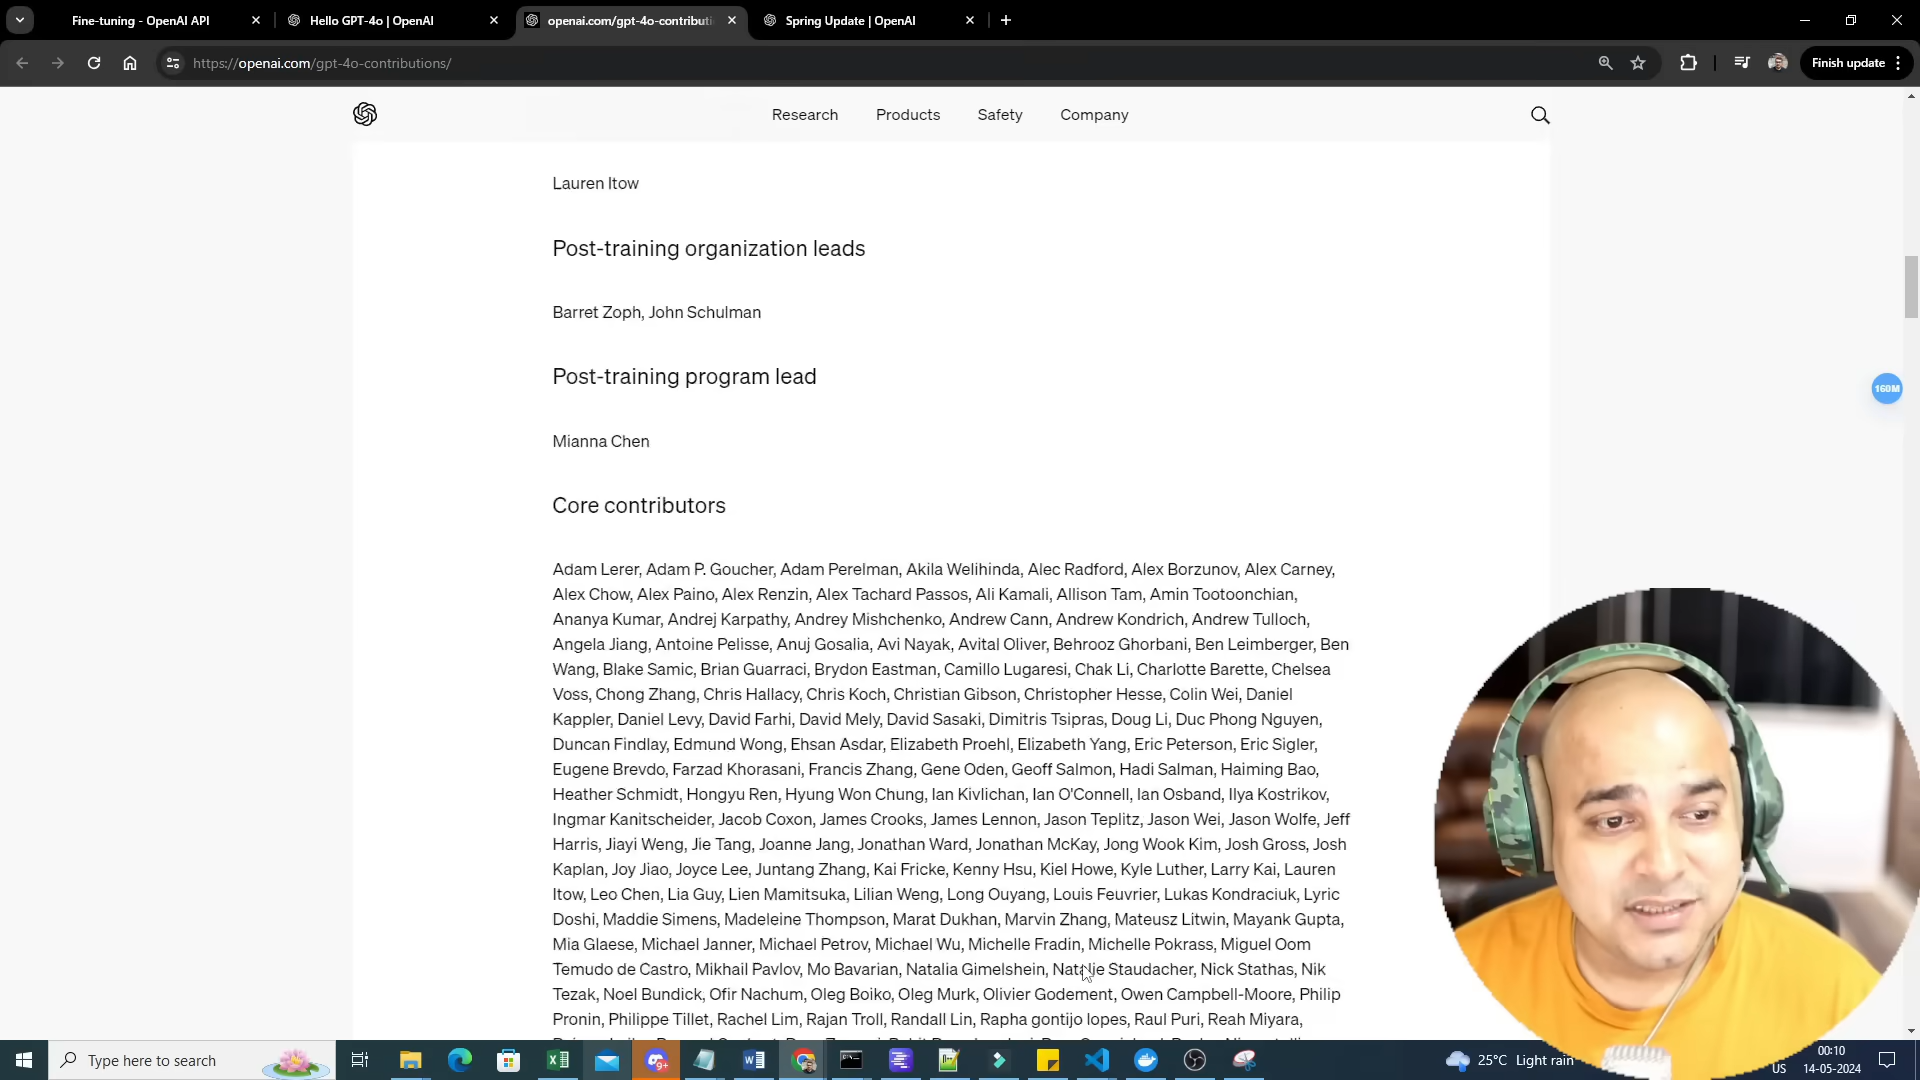 Fine-tuning - OpenAI API
Hello GPT-4o | OpenAI
openai.com/gpt-4o-contributi
Spring Update | OpenAI
https://openai.com/gpt-4o-contributions/
Finish update
Research
Products
Safety
Company
Lauren Itow
Post-training organization leads
Barret Zoph, John Schulman
160M
Post-training program lead
Mianna Chen
Core contributors
Adam Lerer, Adam P. Goucher, Adam Perelman, Akila Welihinda, Alec Radford, Alex Borzunov, Alex Carney,
Alex Chow, Alex Paino, Alex Renzin, Alex Tachard Passos, Ali Kamali, Allison Tam, Amin Tootoonchian,
Ananya Kumar, Andrej Karpathy, Andrey Mishchenko, Andrew Cann, Andrew Kondrich, Andrew Tulloch,
Angela Jiang, Antoine Pelisse, Anuj Gosalia, Avi Nayak, Avital Oliver, Behrooz Ghorbani, Ben Leimberger, Ben
Wang, Blake Samic, Brian Guarraci, Brydon Eastman, Camillo Lugaresi, Chak Li, Charlotte Barette, Chelsea
Voss, Chong Zhang, Chris Hallacy, Chris Koch, Christian Gibson, Christopher Hesse, Colin Wei, Daniel
Kappler, Daniel Levy, David Farhi, David Mely, David Sasaki, Dimitris Tsipras, Doug Li, Duc Phong Nguyen,
Duncan Findlay, Edmund Wong, Ehsan Asdar, Elizabeth Proehl, Elizabeth Yang, Eric Peterson, Eric Sigler,
Eugene Brevdo, Farzad Khorasani, Francis Zhang, Gene Oden, Geoff Salmon, Hadi Salman, Haiming Bao,
Heather Schmidt, Hongyu Ren, Hyung Won Chung, Ian Kivlichan, Ian O'Connell, Ian Osband, Ilya Kostrikov,
Ingmar Kanitscheider, Jacob Coxon, James Crooks, James Lennon, Jason Teplitz, Jason Wei, Jason Wolfe, Jeff
Harris, Jiayi Weng, Jie Tang, Joanne Jang, Jonathan Ward, Jonathan McKay, Jong Wook Kim, Josh Gross, Josh
Kaplan, Joy Jiao, Joyce Lee, Juntang Zhang, Kai Fricke, Kenny Hsu, Kiel Howe, Kyle Luther, Larry Kai, Lauren
Itow, Leo Chen, Lia Guy, Lien Mamitsuka, Lilian Weng, Long Ouyang, Louis Feuvrier, Lukas Kondraciuk, Lyric
Doshi, Maddie Simens, Madeleine Thompson, Marat Dukhan, Marvin Zhang, Mateusz Litwin, Mayank Gupta,
Mia Glaese, Michael Janner, Michael Petrov, Michael Wu, Michelle Fradin, Michelle Pokrass, Miguel Oom
Temudo de Castro, Mikhail Pavlov, Mo Bavarian, Natalia Gimelshein, Natalie Staudacher, Nick Stathas, Nik
Tezak, Noel Bundick, Ofir Nachum, Oleg Boiko, Oleg Murk, Olivier Godement, Owen Campbell-Moore, Philip
Pronin, Philippe Tillet, Rachel Lim, Rajan Troll, Randall Lin, Rapha gontijo lopes, Raul Puri, Reah Miyara,
Type here to search
9+
25°C Light rain
US
00:10
14-05-2024